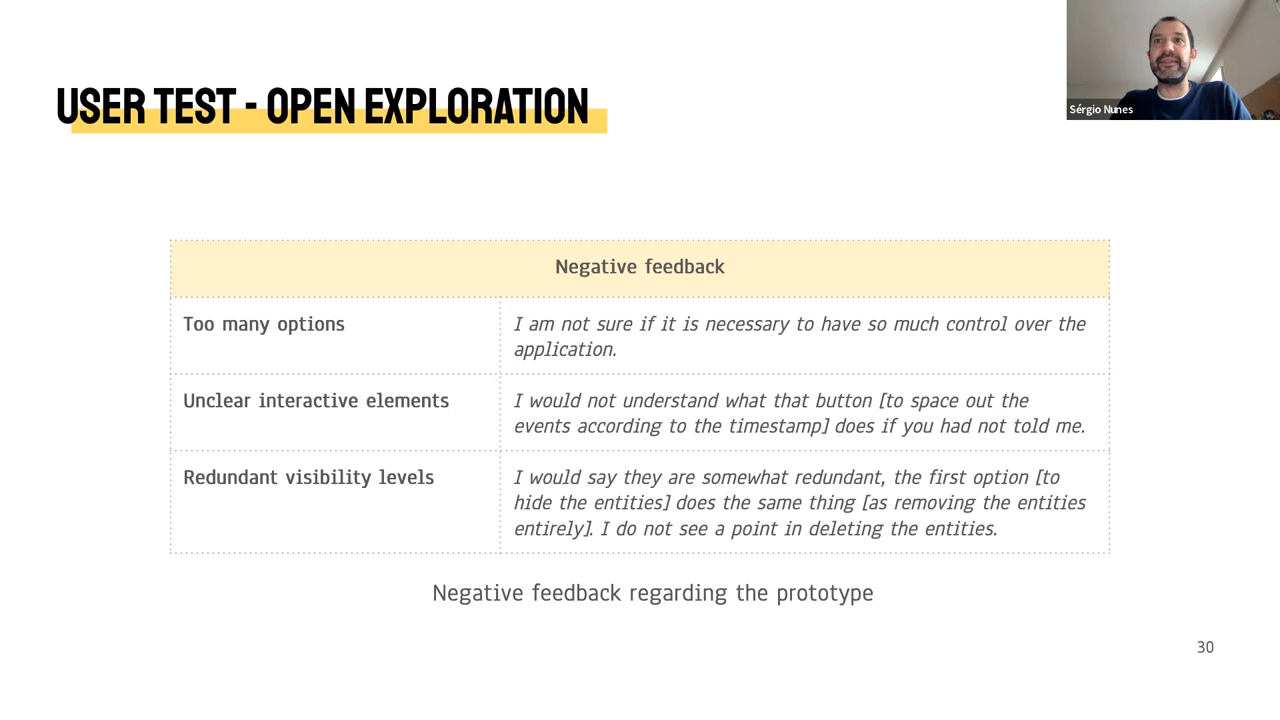 USER TEST - OPEN EXPLORATION
Sérgio Nunes
Negative feedback
Too many options
I am not sure if it is necessary to have so much control over the
application.
Unclear interactive elements
I would not understand what that button [to space out the
events according to the timestamp] does if you had not told me.
Redundant visibility levels
I would say they are somewhat redundant, the first option [to
hide the entities] does the same thing [as removing the entities
entirely]. I do not see a point in deleting the entities.
Negative feedback regarding the prototype
30